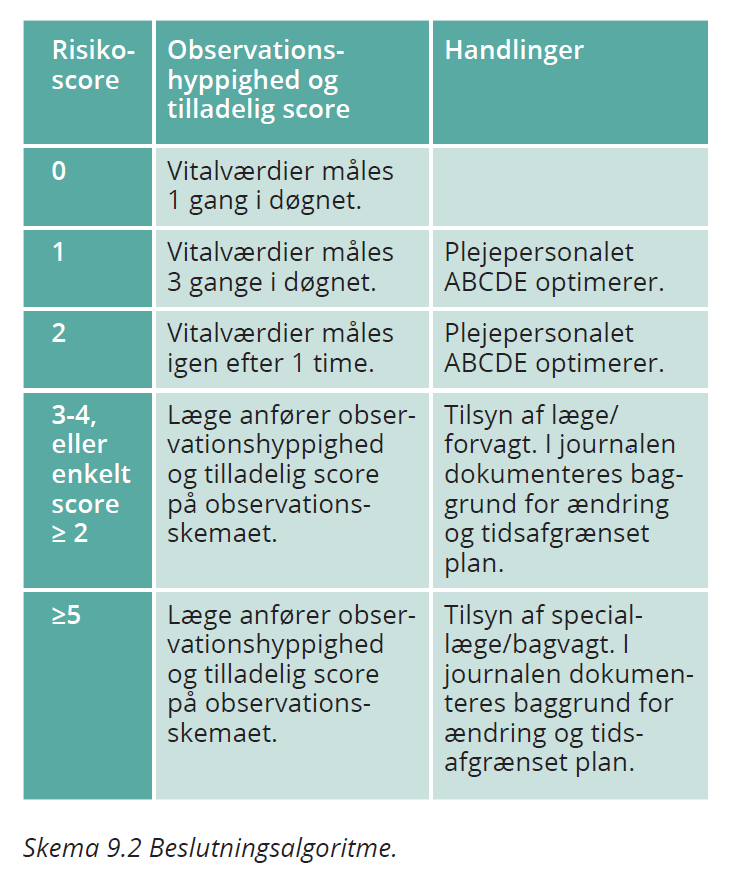 Risiko-
score
Observations-
hyppighed og
tilladelig score
Handlinger
0
Vitalværdier måles
1 gang i døgnet.
1
Vitalværdier måles
3 gange i døgnet.
Plejepersonalet
ABCDE optimerer.
2
Vitalværdier måles
igen efter 1 time.
Plejepersonalet
ABCDE optimerer.
3-4,
eller
enkelt
score
≥ 2
Læge anfører obser-
vationshyppighed
og tilladelig score
på observations-
skemaet.
Tilsyn af læge/
forvagt. I journalen
dokumenteres bag-
grund for ændring
og tidsafgrænset
plan.
≥5
Læge anfører obser-
vationshyppighed
og tilladelig score
på observations-
skemaet.
Tilsyn af special-
læge/bagvagt. I
journalen dokumen-
teres baggrund for
ændring og tids-
afgrænset plan.
Skema 9.2 Beslutningsalgoritme.